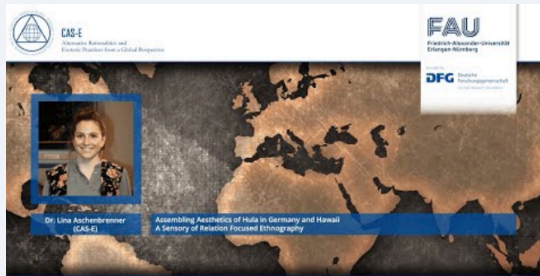 CAS-E
Alternative Rationalities and
Esoteric Practices from a Global Perspective
FAU
Friedrich-Alexander-Universität
Erlangen-Nürnberg
DFG Deutsche
Forschungsgemeinschaft
Dr. Lina Aschenbrenner
(CAS-E)
Assembling Aesthetics of Hula in Germany and Hawaii
A Sensory of Relation Focused Ethnography